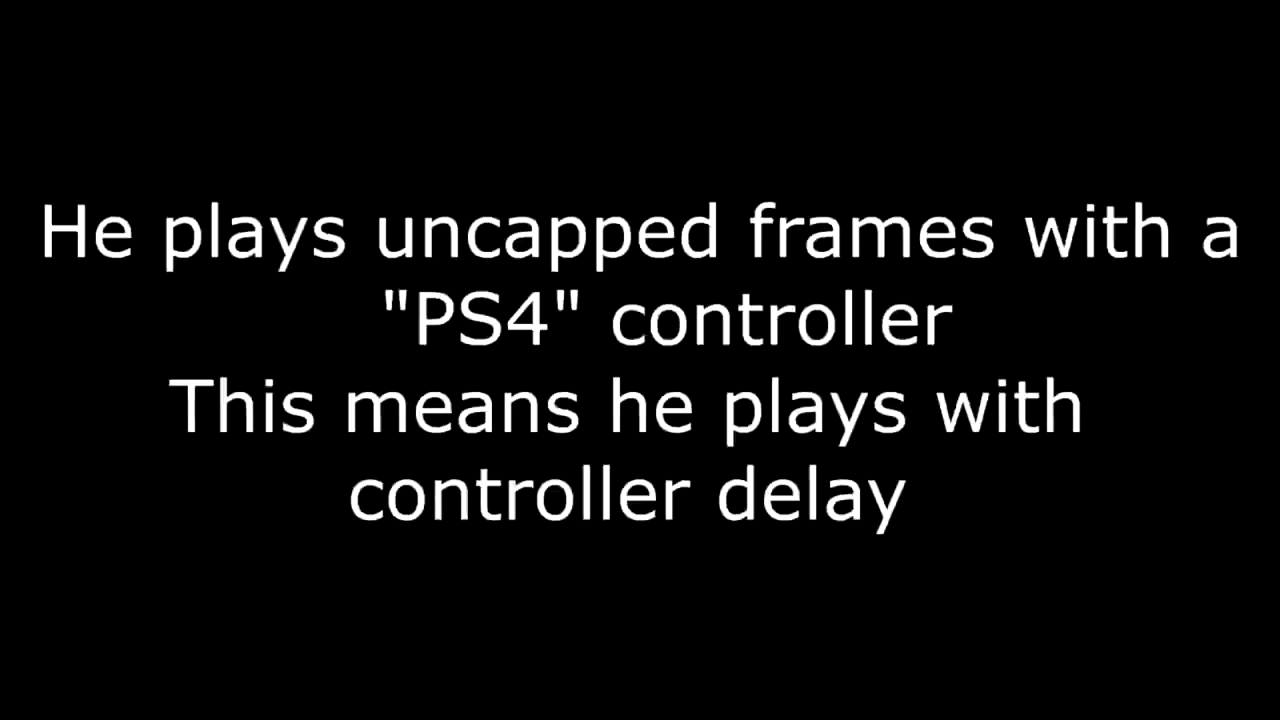 He plays uncapped frames with a
"PS4" controller
This means he plays with
controller delay